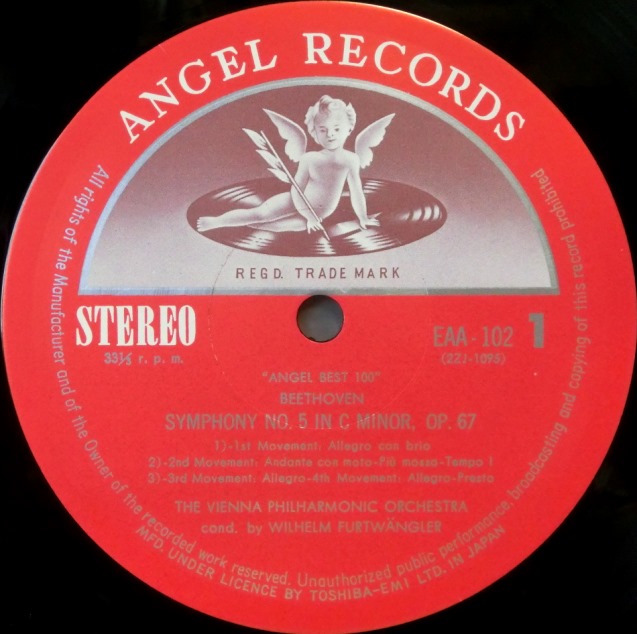 ANGEL RECORDS
REGD. TRADE MARK
STEREO
33⅓ r. p. m.
EAA-102 1
(2YJ-1095)
"ANGEL BEST 100"
BEETHOVEN
SYMPHONY NO. 5 IN C MINOR, OP. 67
1)-1st Movement: Allegro con brio
2)-2nd Movement: Andante con moto-Più mosso-Tempo I
3)-3rd Movement: Allegro-4th Movement: Allegro-Presto
THE VIENNA PHILHARMONIC ORCHESTRA
cond. by WILHELM FURTWÄNGLER
All rights of the Manufacturer and of the Owner of the recorded work reserved. Unauthorized public performance, broadcasting and copying of this record prohibited
MFD. UNDER LICENCE BY TOSHIBA-EMI LTD. IN JAPAN